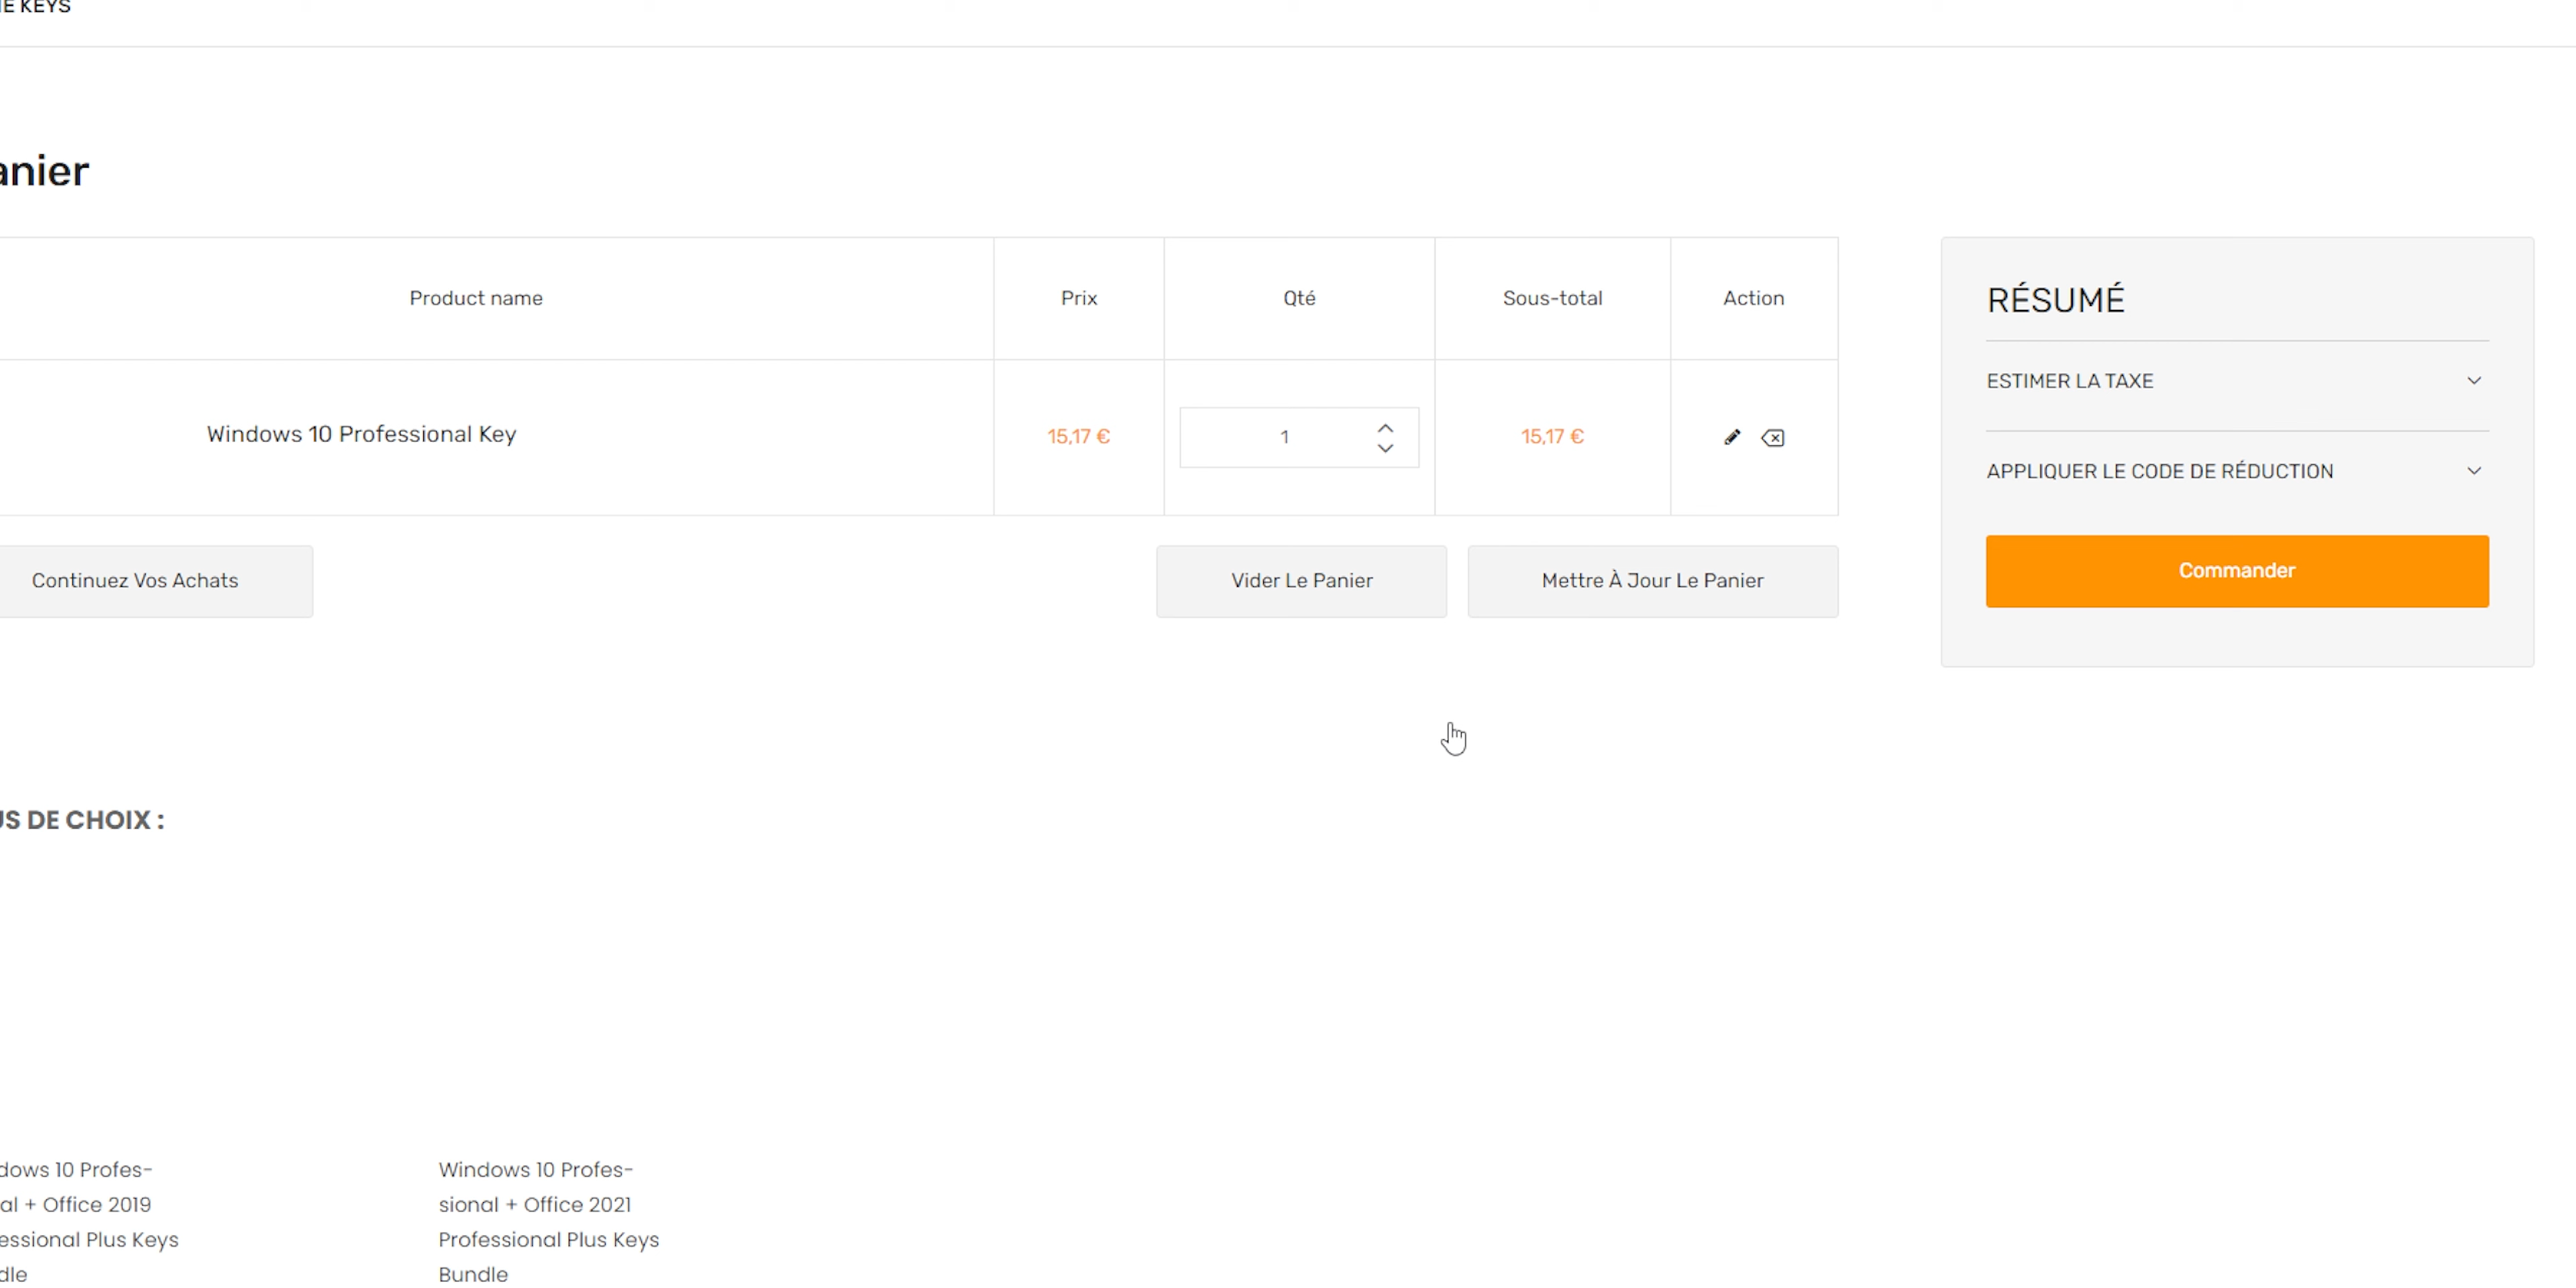 E KEYS
anier
Product name
Prix
Qté
Sous-total
Action
Windows 10 Professional Key
15,17 €
1
15,17 €
RÉSUMÉ
ESTIMER LA TAXE
APPLIQUER LE CODE DE RÉDUCTION
Commander
Continuez Vos Achats
Vider Le Panier
Mettre À Jour Le Panier
US DE CHOIX :
dows 10 Profes-
al + Office 2019
essional Plus Keys
dle
Windows 10 Profes-
sional + Office 2021
Professional Plus Keys
Bundle